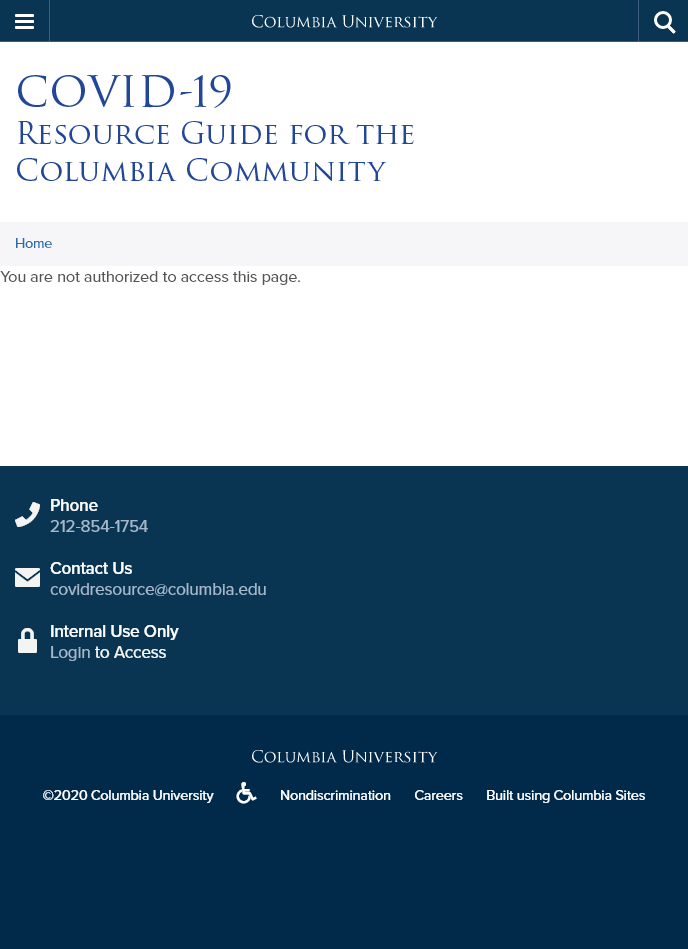 Columbia University
COVID-19
Resource Guide for the
Columbia Community
Home
You are not authorized to access this page.
Phone
212-854-1754
Contact Us
covidresource@columbia.edu
Internal Use Only
Login to Access
Columbia University
©2020 Columbia University Nondiscrimination Careers Built using Columbia Sites